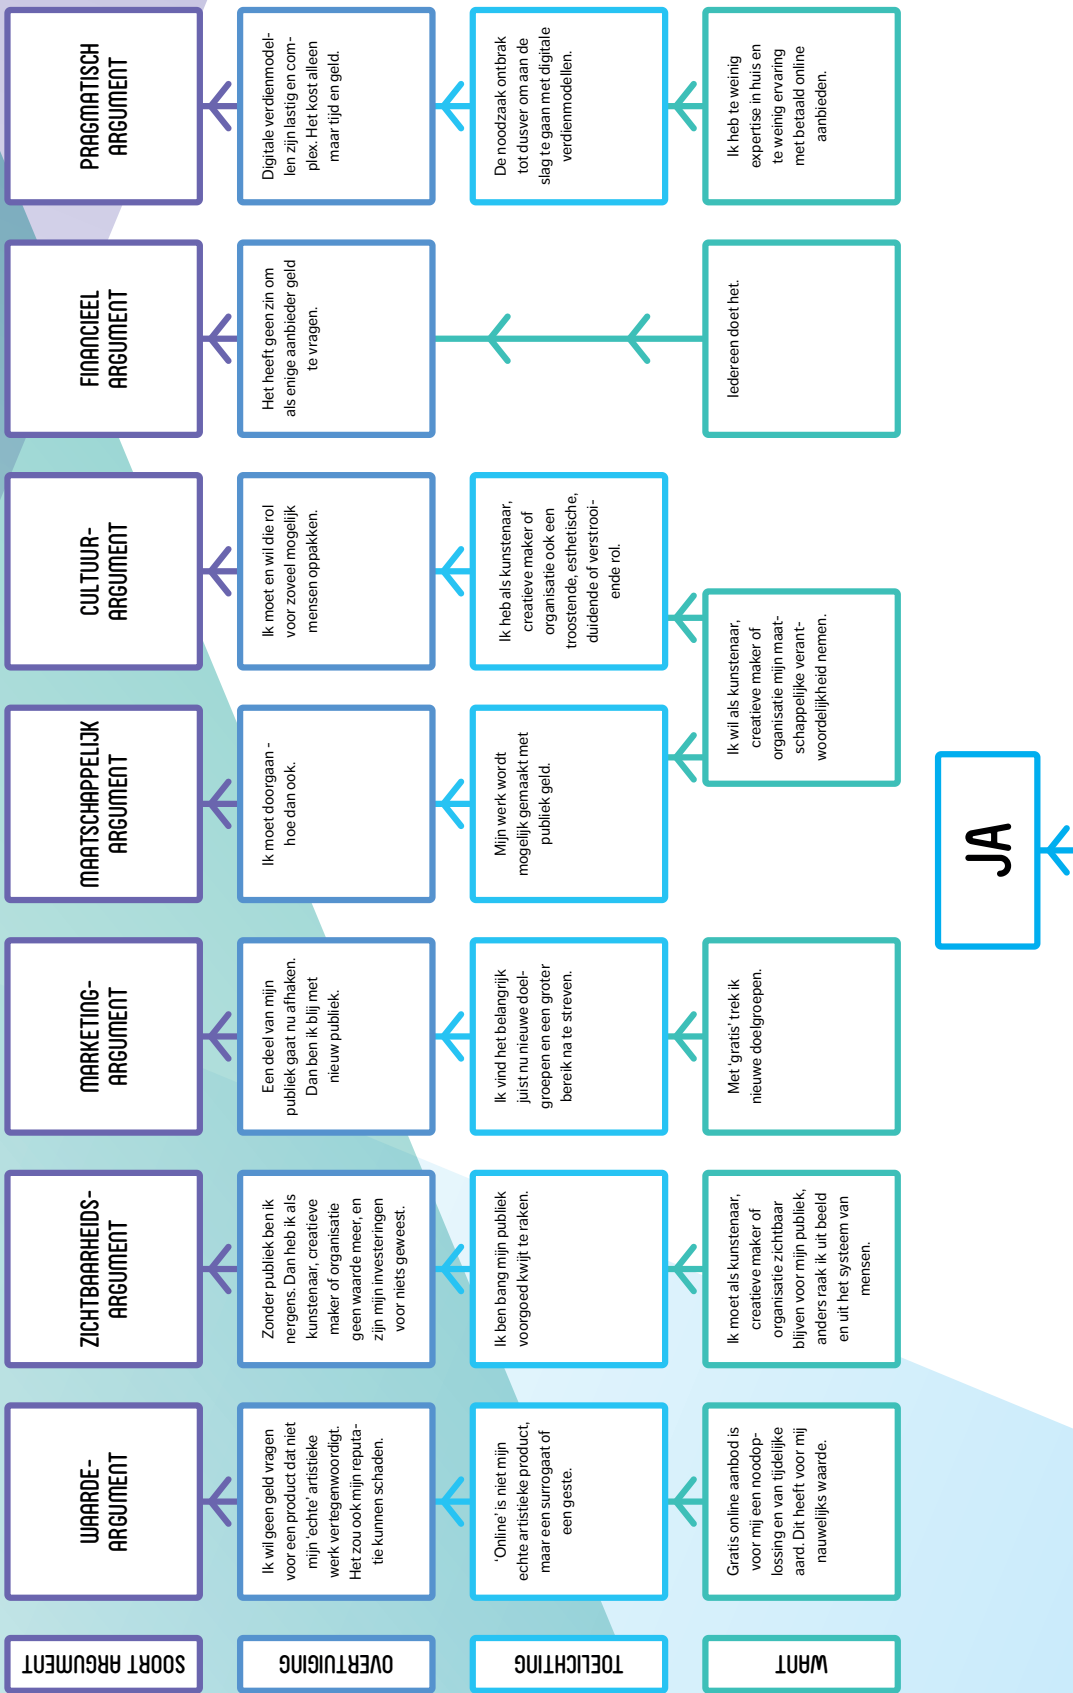 SOORT ARGUMENT
WAARDE-
ARGUMENT
ZICHTBAARHEIDS-
ARGUMENT
MARKETING-
ARGUMENT
MAATSCHAPPELIJK
ARGUMENT
CULTUUR-
ARGUMENT
FINANCIEEL
ARGUMENT
PRAGMATISCH
ARGUMENT
OVERTUIGING
Ik wil geen geld vragen
voor een product dat niet
mijn 'echte' artistieke
werk vertegenwoordigt.
Het zou ook mijn reputa-
tie kunnen schaden.
Zonder publiek ben ik
nergens. Dan heb ik als
kunstenaar, creatieve
maker of organisatie
geen waarde meer, en
zijn mijn investeringen
voor niets geweest.
Een deel van mijn
publiek gaat nu afhaken.
Dan ben ik blij met
nieuw publiek.
Ik moet doorgaan -
hoe dan ook.
Ik moet en wil die rol
voor zoveel mogelijk
mensen oppakken.
Het heeft geen zin om
als enige aanbieder geld
te vragen.
Digitale verdienmodel-
len zijn lastig en com-
plex. Het kost alleen
maar tijd en geld.
TOELICHTING
'Online' is niet mijn
echte artistieke product,
maar een surrogaat of
een geste.
Ik ben bang mijn publiek
voorgoed kwijt te raken.
Ik vind het belangrijk
juist nu nieuwe doel-
groepen en een groter
bereik na te streven.
Mijn werk wordt
mogelijk gemaakt met
publiek geld.
Ik heb als kunstenaar,
creatieve maker of
organisatie ook een
troostende, esthetische,
duidende of verstrooi-
ende rol.
De noodzaak ontbrak
tot dusver om aan de
slag te gaan met digitale
verdienmodellen.
WANT
Gratis online aanbod is
voor mij een noodop-
lossing en van tijdelijke
aard. Dit heeft voor mij
nauwelijks waarde.
Ik moet als kunstenaar,
creatieve maker of
organisatie zichtbaar
blijven voor mijn publiek,
anders raak ik uit beeld
en uit het systeem van
mensen.
Met 'gratis' trek ik
nieuwe doelgroepen.
Ik wil als kunstenaar,
creatieve maker of
organisatie mijn maat-
schappelijke verant-
woordelijkheid nemen.
Iedereen doet het.
Ik heb te weinig
expertise in huis en
te weinig ervaring
met betaald online
aanbieden.
JA